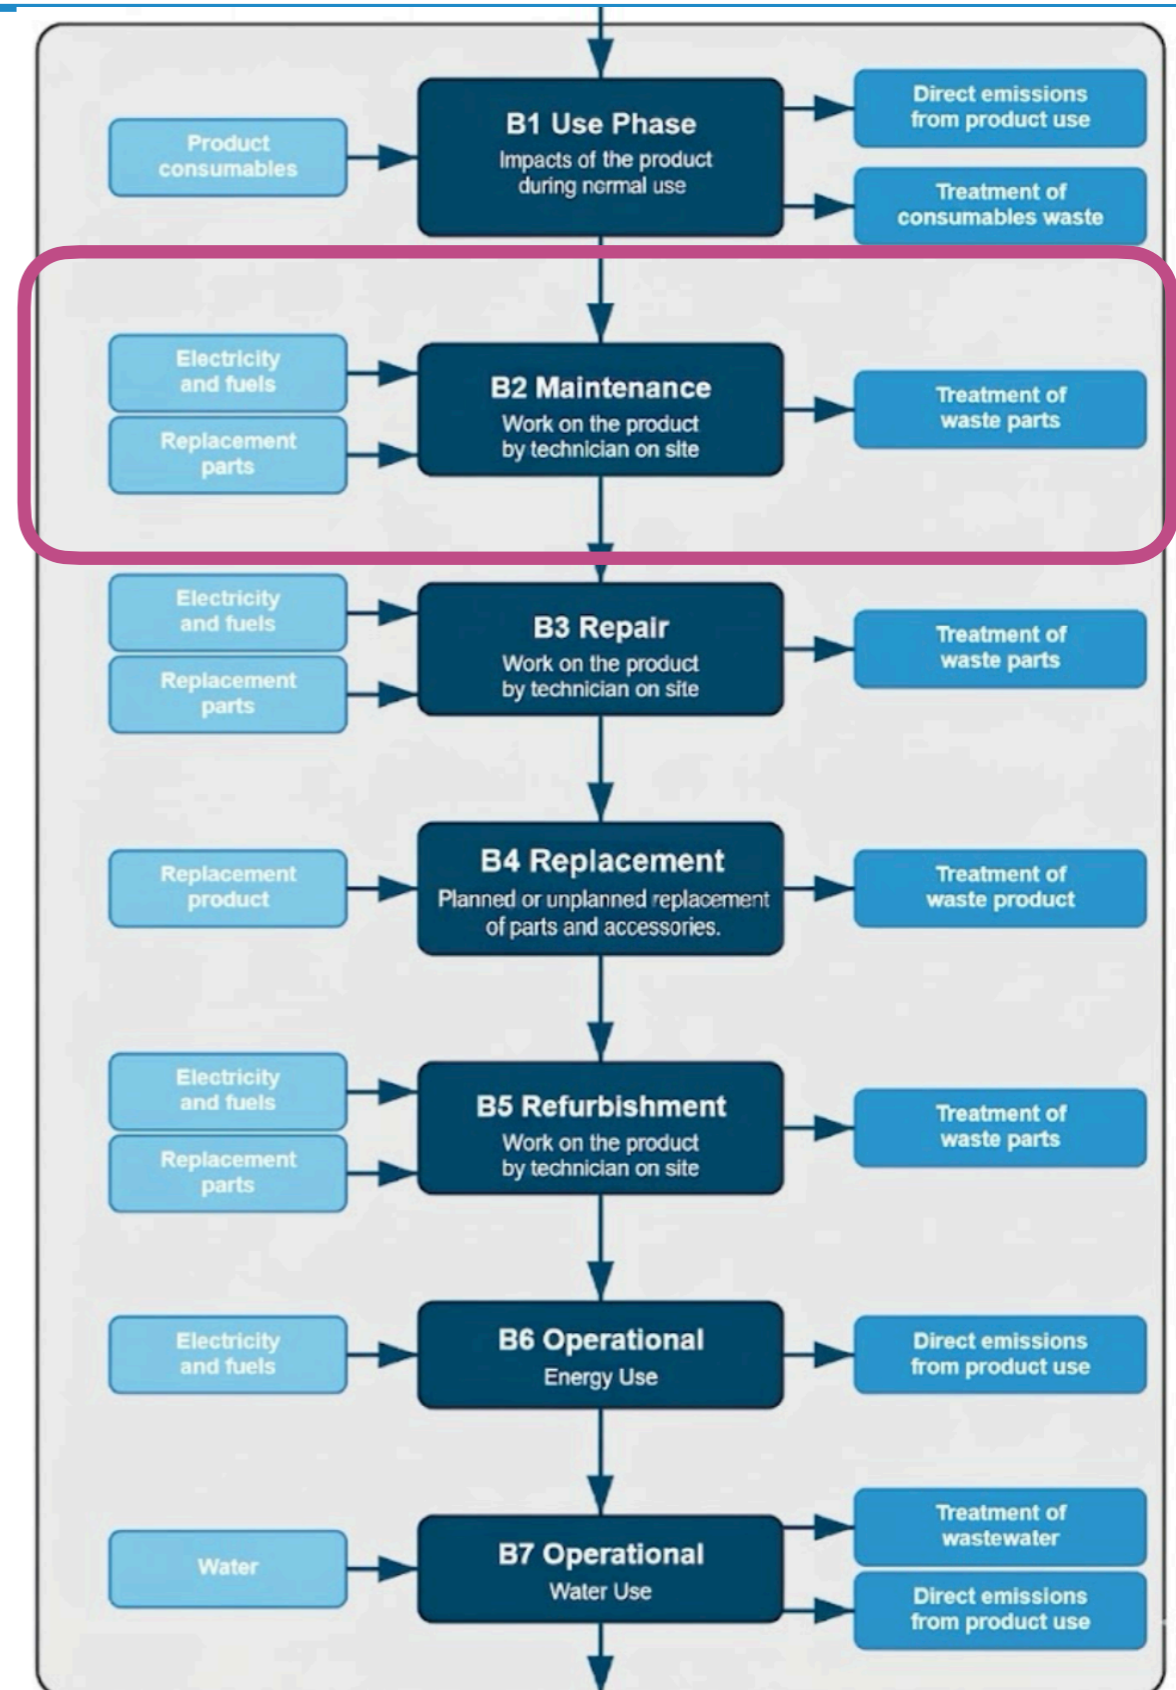 B1 Use Phase
Impacts of the product
during normal use
Product
consumables
Direct emissions
from product use
Treatment of
consumables waste
Electricity
and fuels
Replacement
parts
B2 Maintenance
Work on the product
by technician on site
Treatment of
waste parts
Electricity
and fuels
Replacement
parts
B3 Repair
Work on the product
by technician on site
Treatment of
waste parts
Replacement
product
B4 Replacement
Planned or unplanned replacement
of parts and accessories.
Treatment of
waste product
Electricity
and fuels
Replacement
parts
B5 Refurbishment
Work on the product
by technician on site
Treatment of
waste parts
Electricity
and fuels
B6 Operational
Energy Use
Direct emissions
from product use
Water
B7 Operational
Water Use
Treatment of
wastewater
Direct emissions
from product use